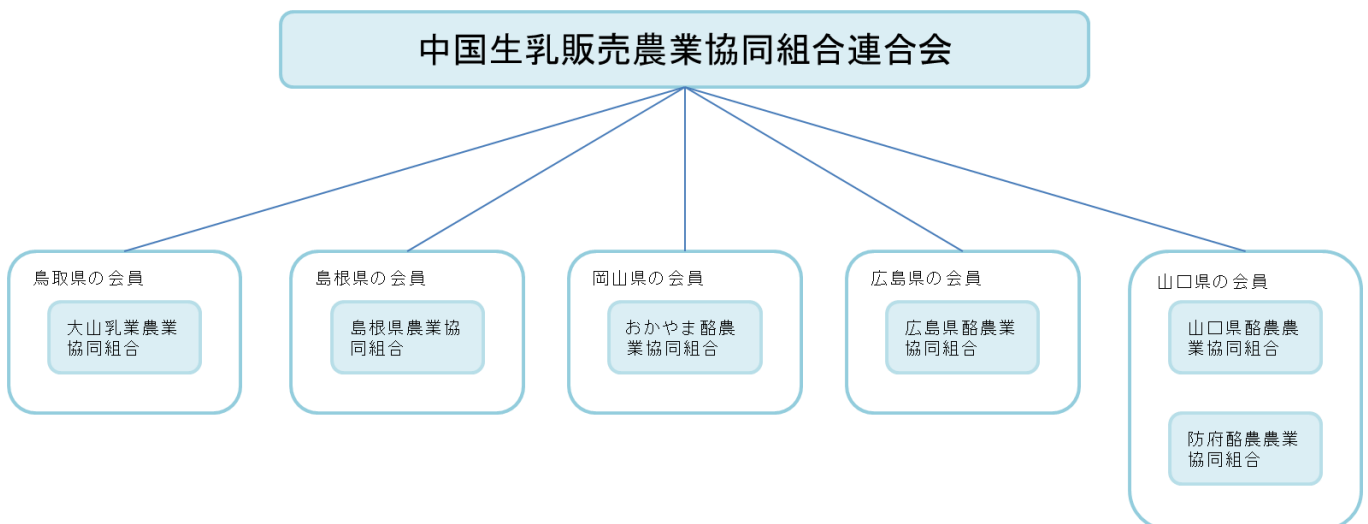 中国生乳販売農業協同組合連合会
鳥取県の会員
大山乳業農業
協同組合
島根県の会員
島根県農業協
同組合
岡山県の会員
おかやま酪農
業協同組合
広島県の会員
広島県酪農業
協同組合
山口県の会員
山口県酪農農
業協同組合
防府酪農農業
協同組合